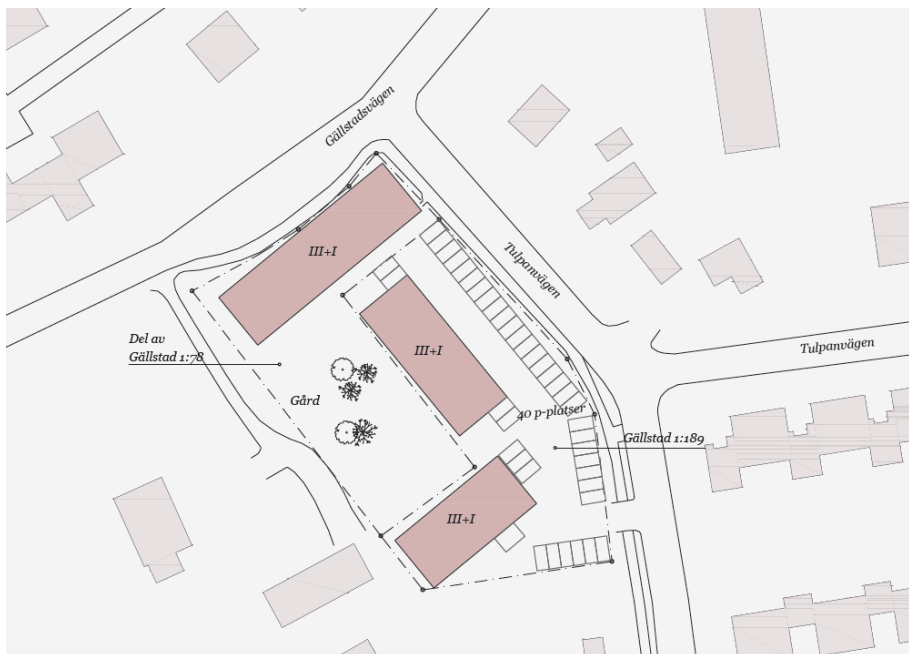 Gällstadsvägen
III+I
Tulpanvägen
Del av
Gällstad 1:78
III+I
Tulpanvägen
Gård
40 p-platser
Gällstad 1:189
III+I